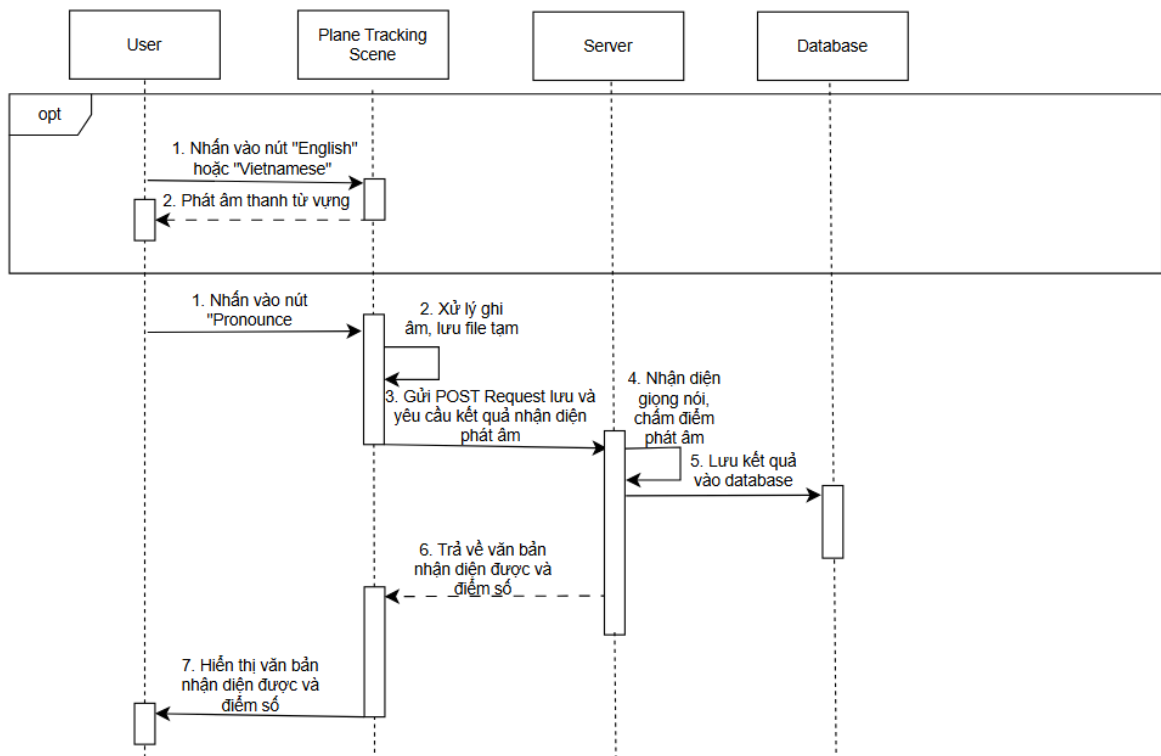 User
Plane Tracking
Scene
Server
Database
opt
1. Nhấn vào nút "English"
hoặc "Vietnamese"
2. Phát âm thanh từ vựng
1. Nhấn vào nút
"Pronounce
2. Xử lý ghi
âm, lưu file tạm
3. Gửi POST Request lưu và
yêu cầu kết quả nhận diện
phát âm
4. Nhận diện
giọng nói,
chấm điểm
phát âm
5. Lưu kết quả
vào database
6. Trả về văn bản
nhận diện được và
điểm số
7. Hiển thị văn bản
nhận diện được và
điểm số